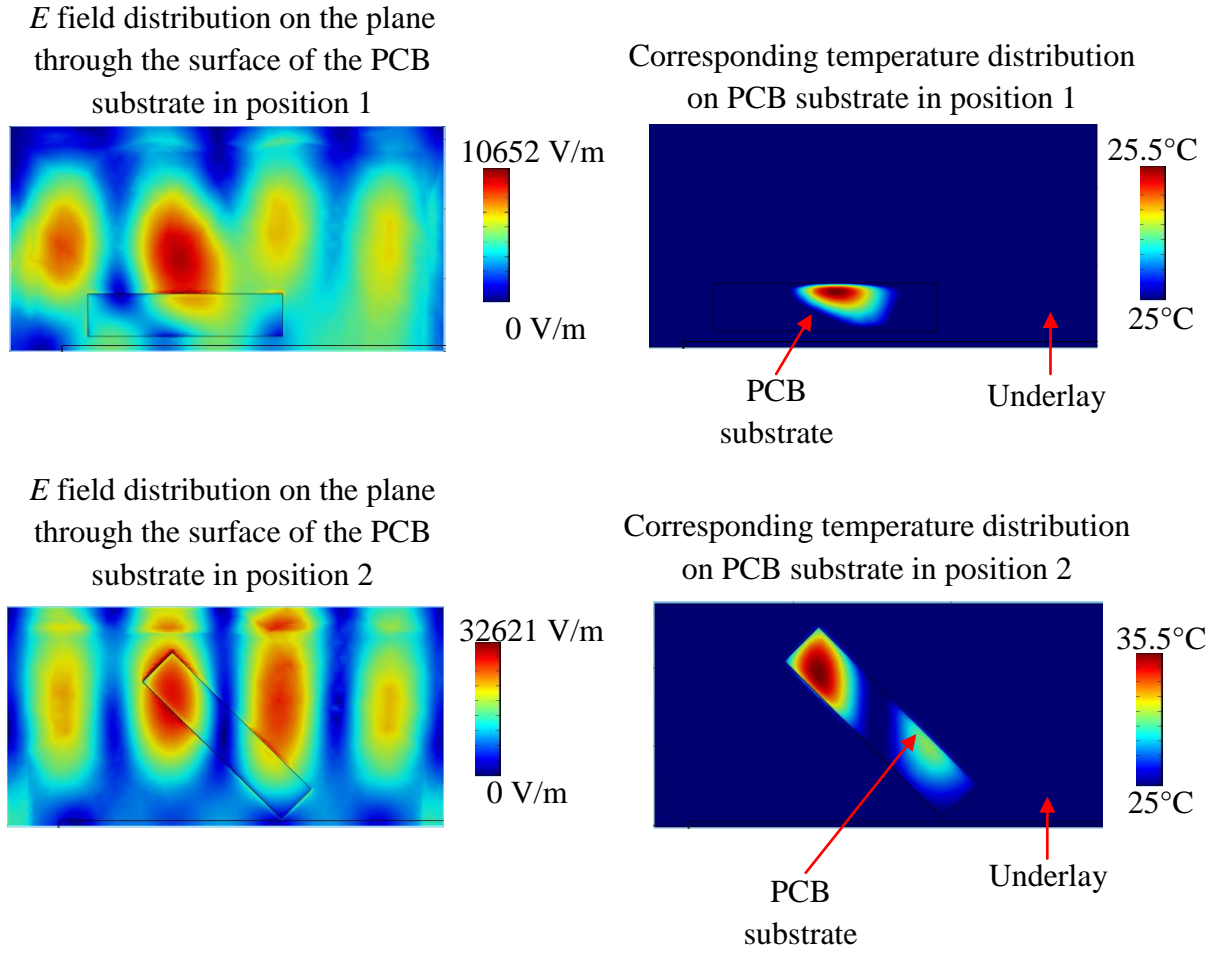 E field distribution on the plane
through the surface of the PCB
substrate in position 1
Corresponding temperature distribution
on PCB substrate in position 1
10652 V/m
0 V/m
25.5°C
25°C
PCB
substrate
Underlay
E field distribution on the plane
through the surface of the PCB
substrate in position 2
Corresponding temperature distribution
on PCB substrate in position 2
32621 V/m
0 V/m
35.5°C
25°C
PCB
substrate
Underlay